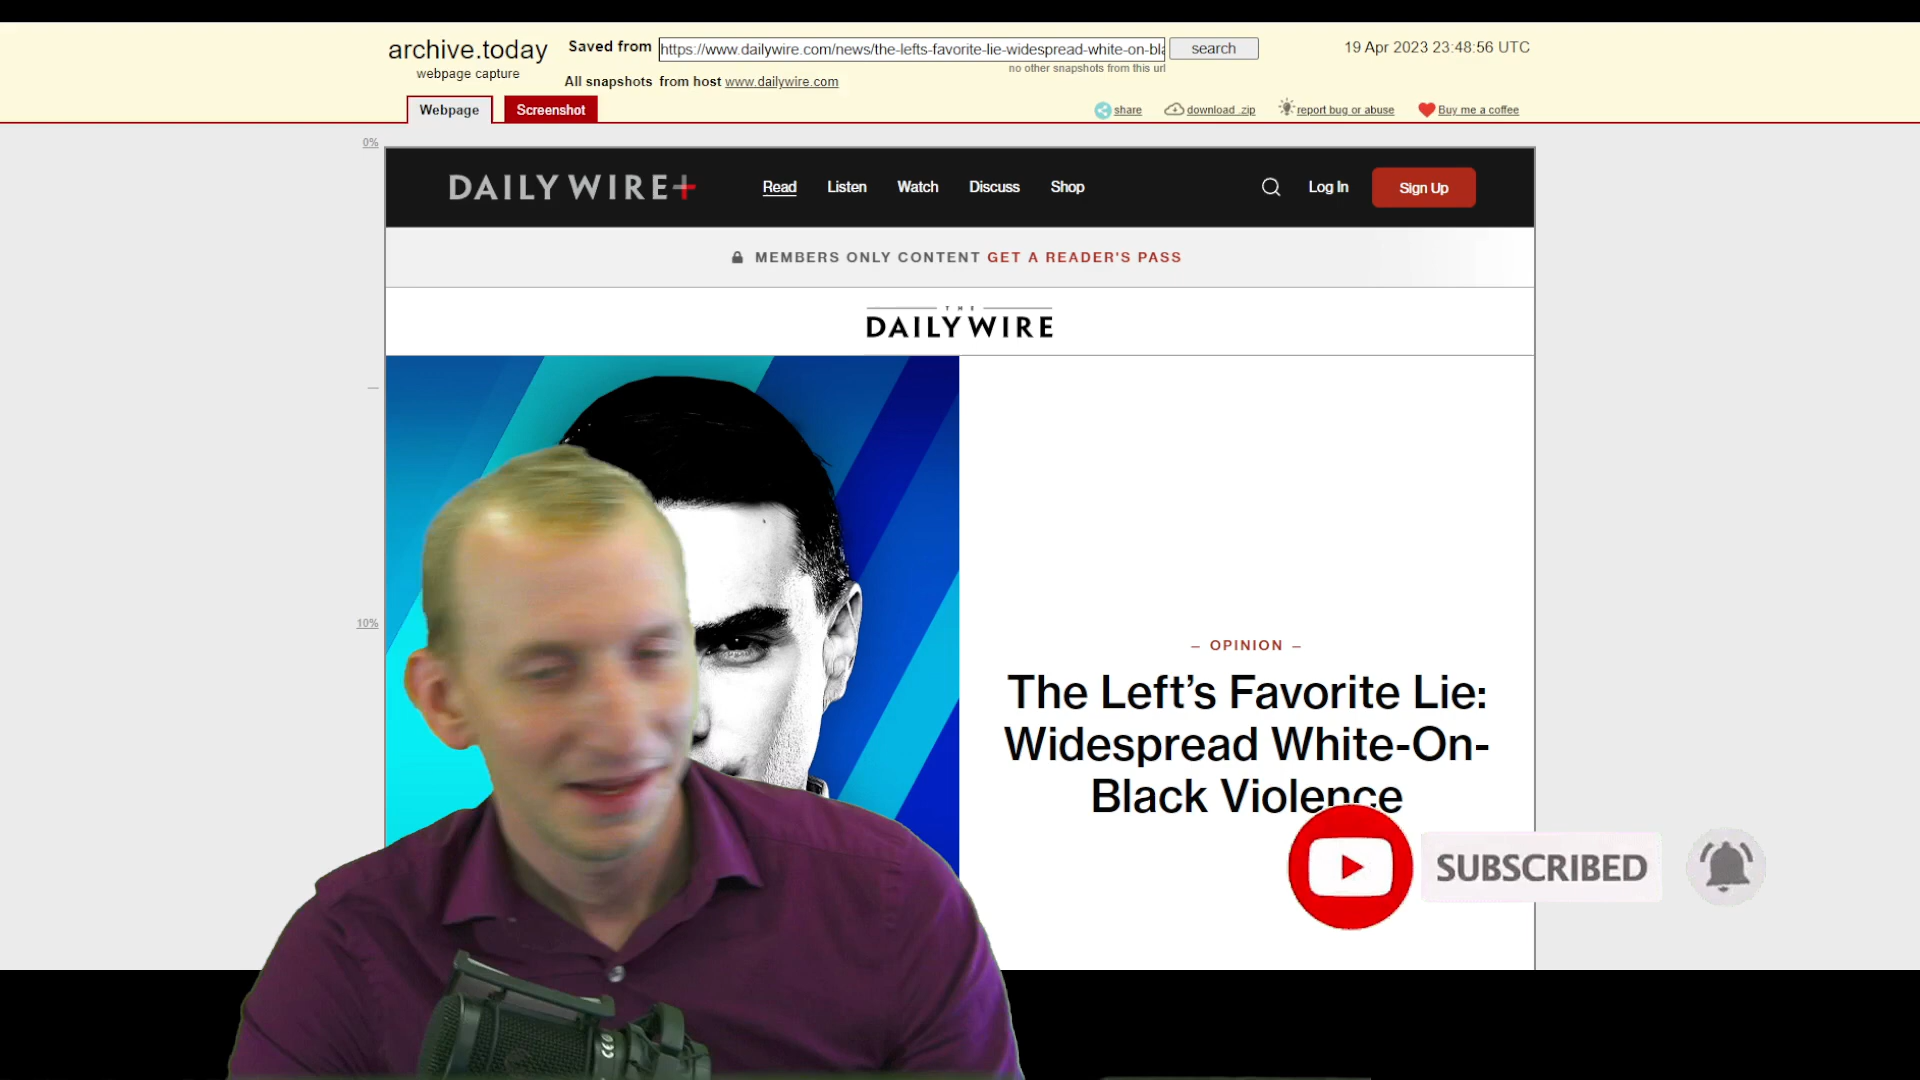 archive.today
webpage capture
Saved from
https://www.dailywire.com/news/the-lefts-favorite-lie-widespread-white-on-bla
search
no other snapshots from this url
19 Apr 2023 23:48:56 UTC
All snapshots from host www.dailywire.com
Webpage
Screenshot
share
download .zip
report bug or abuse
Buy me a coffee
0%
DAILY WIRE+
Read
Listen
Watch
Discuss
Shop
Log In
Sign Up
MEMBERS ONLY CONTENT GET A READER'S PASS
THE
DAILY WIRE
10%
– OPINION –
The Left’s Favorite Lie:
Widespread White-On-
Black Violence
SUBSCRIBED
CE